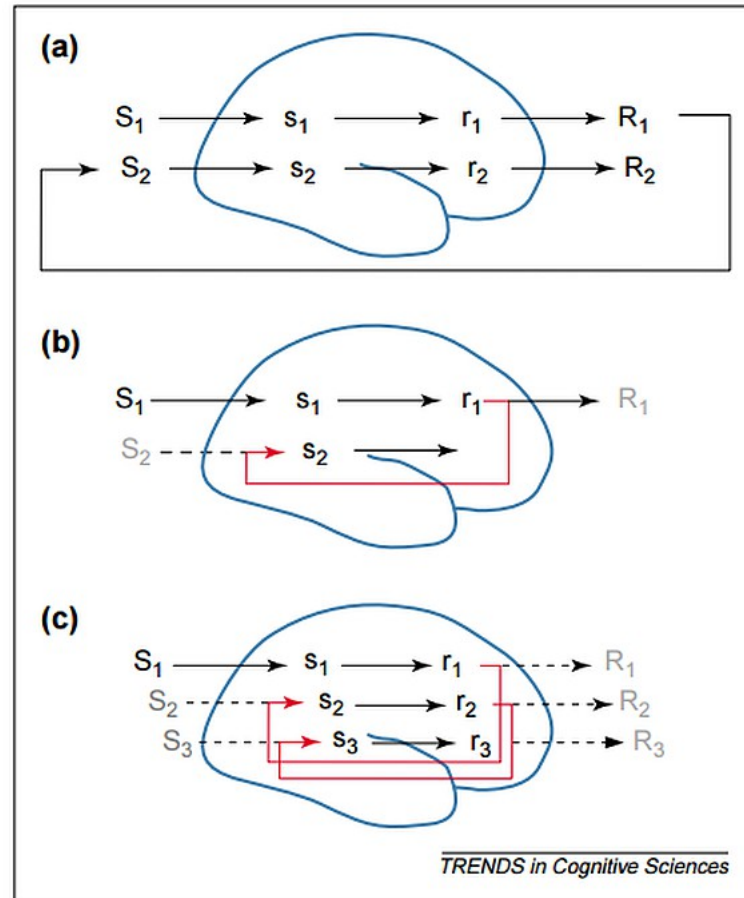 (a)
S₁ s₁ r₁ R₁
S₂ s₂ r₂ R₂
(b)
S₁ s₁ r₁ R₁
S₂ s₂
(c)
S₁ s₁ r₁ R₁
S₂ s₂ r₂ R₂
S₃ s₃ r₃ R₃
TRENDS in Cognitive Sciences